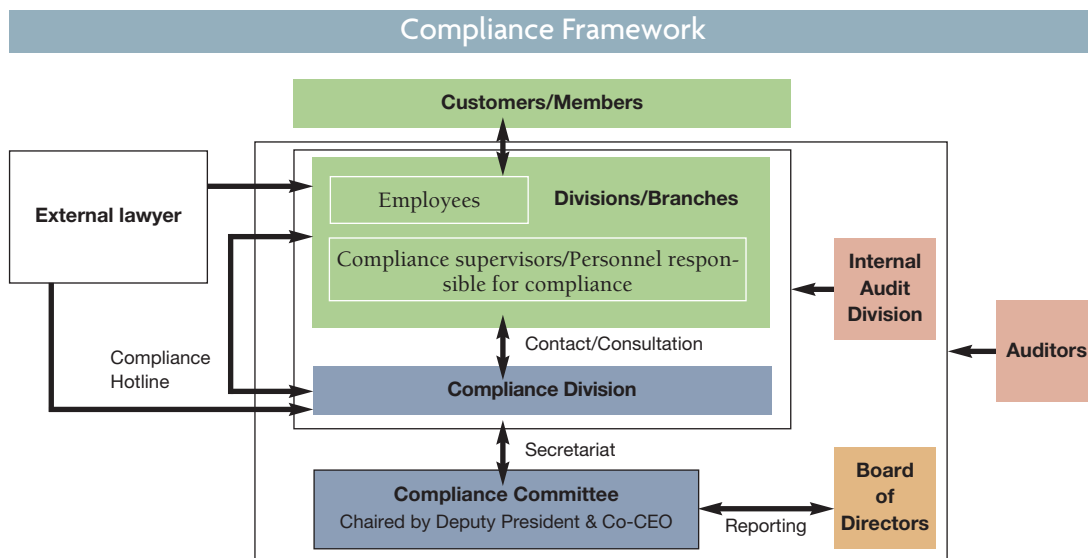 Compliance Framework
Customers/Members
External lawyer
Employees
Divisions/Branches
Compliance supervisors/Personnel respon-
sible for compliance
Internal
Audit
Division
Auditors
Contact/Consultation
Compliance
Hotline
Compliance Division
Secretariat
Compliance Committee
Chaired by Deputy President & Co-CEO
Reporting
Board
of
Directors